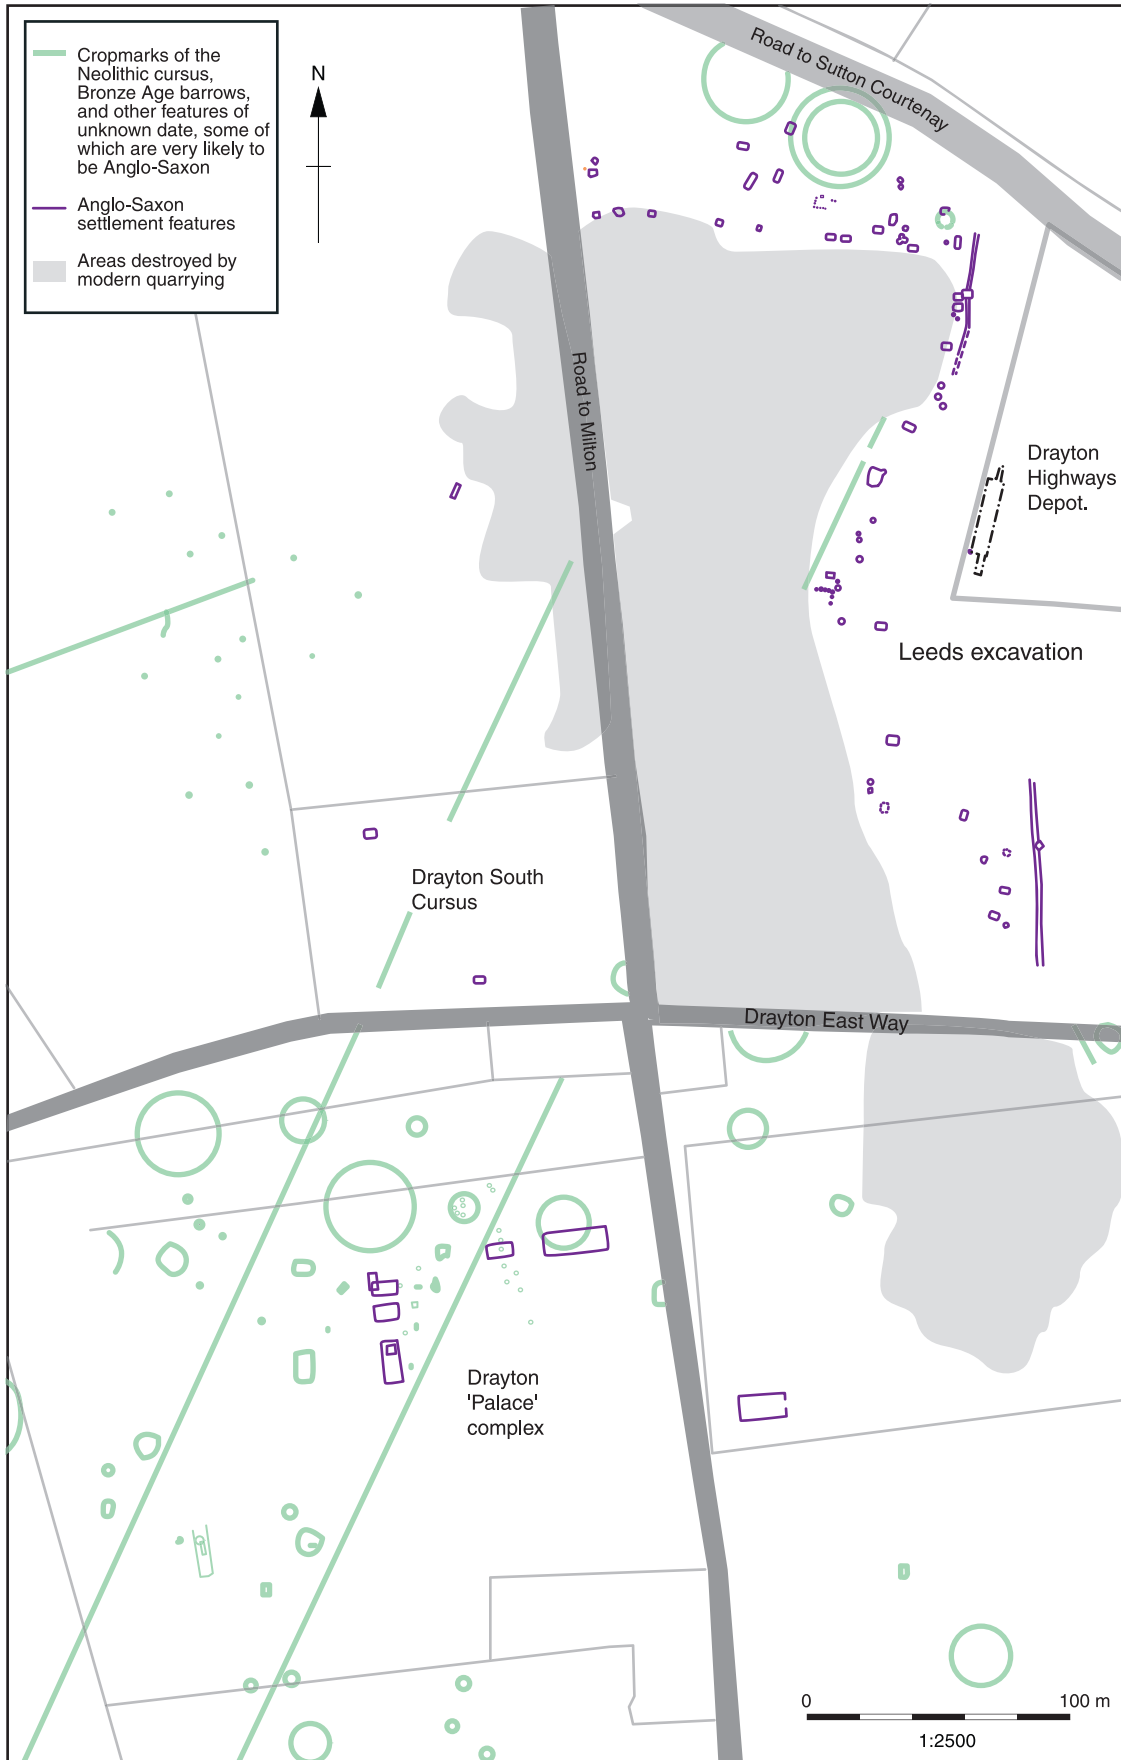 Cropmarks of the
Neolithic cursus,
Bronze Age barrows,
and other features of
unknown date, some of
which are very likely to
be Anglo-Saxon
Anglo-Saxon
settlement features
Areas destroyed by
modern quarrying
N
Road to Sutton Courtenay
Road to Milton
Drayton
Highways
Depot.
Leeds excavation
Drayton South
Cursus
Drayton East Way
Drayton
'Palace'
complex
0 100 m
1:2500